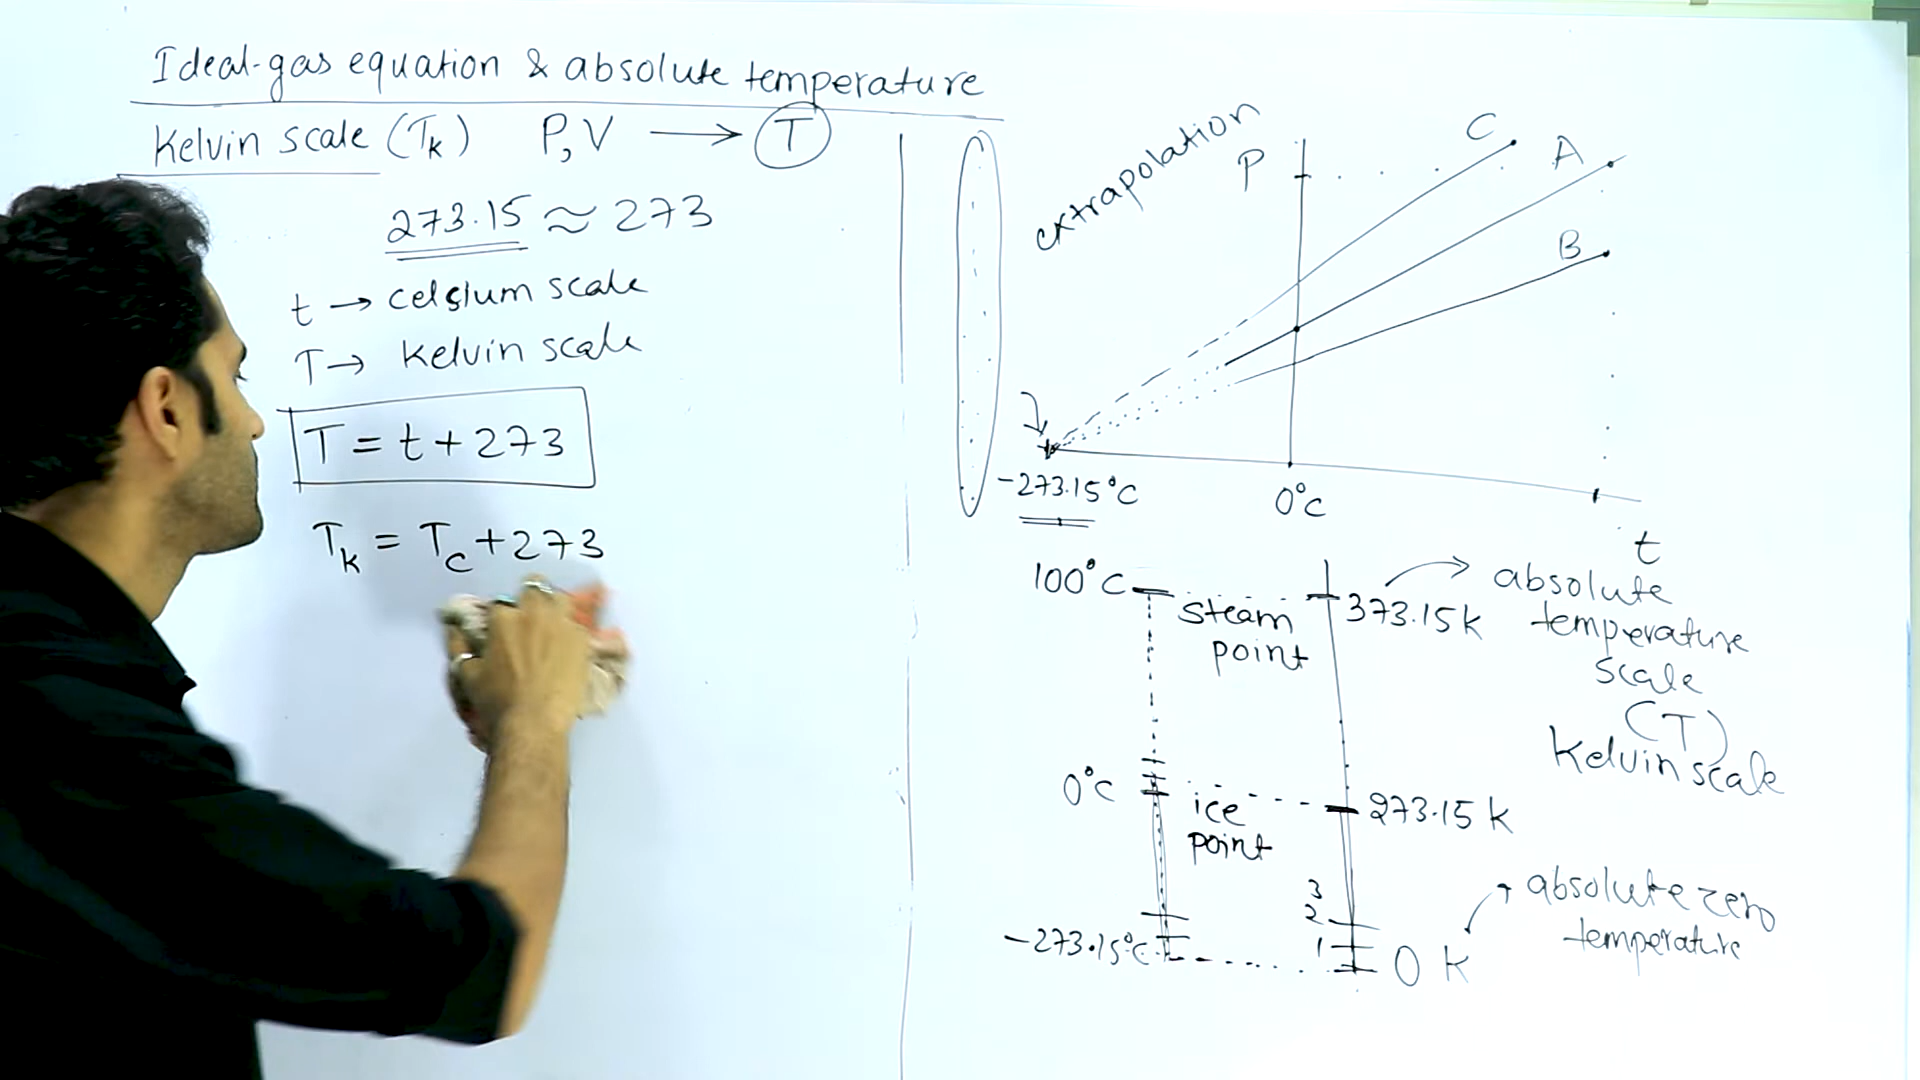 Ideal-gas equation & absolute temperature
Kelvin scale (Tk) P, V → T
273.15 ≈ 273
t → celsium scale
T → Kelvin scale
T = t + 273
Tk = Tc + 273
extrapolation
P
C
A
B
-273.15°C
0°C
t
100°C
steam
point
373.15 k
absolute
temperature
scale
(T)
Kelvin scale
0°C
ice
point
273.15 k
3
2
1
-273.15°C
0 K
absolute zero
temperature